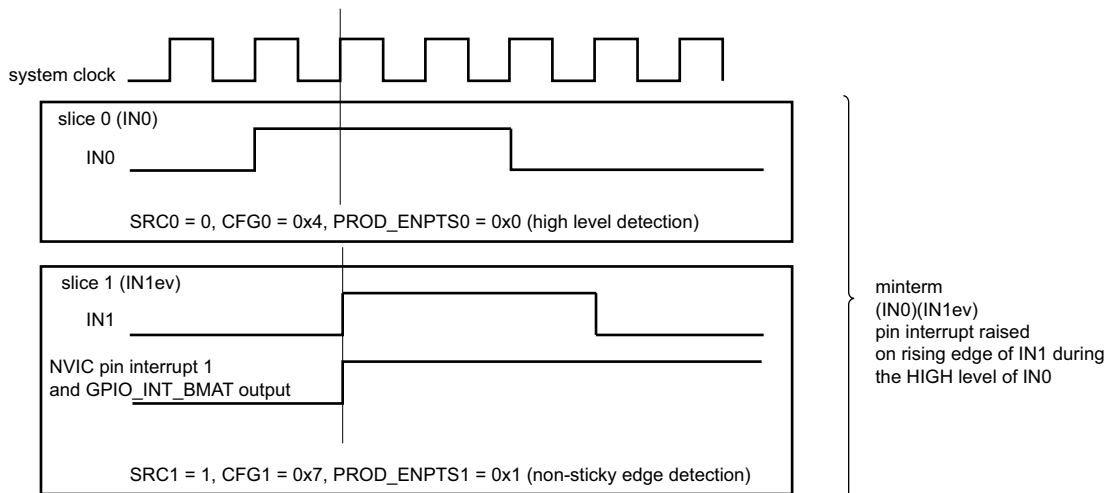 system clock
slice 0 (IN0)
IN0
SRC0 = 0, CFG0 = 0x4, PROD_ENPTS0 = 0x0 (high level detection)
slice 1 (IN1ev)
IN1
NVIC pin interrupt 1
and GPIO_INT_BMAT output
SRC1 = 1, CFG1 = 0x7, PROD_ENPTS1 = 0x1 (non-sticky edge detection)
minterm
(IN0)(IN1ev)
pin interrupt raised
on rising edge of IN1 during
the HIGH level of IN0